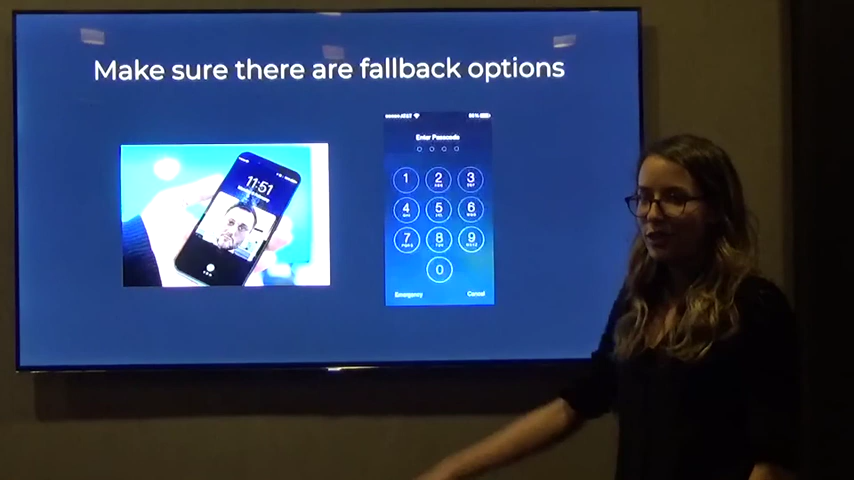 Make sure there are fallback options
11:51
AT&T
Enter Passcode
1 2 3
ABC DEF
4 5 6
GHI JKL MNO
7 8 9
PQRS TUV WXYZ
0
Emergency Cancel